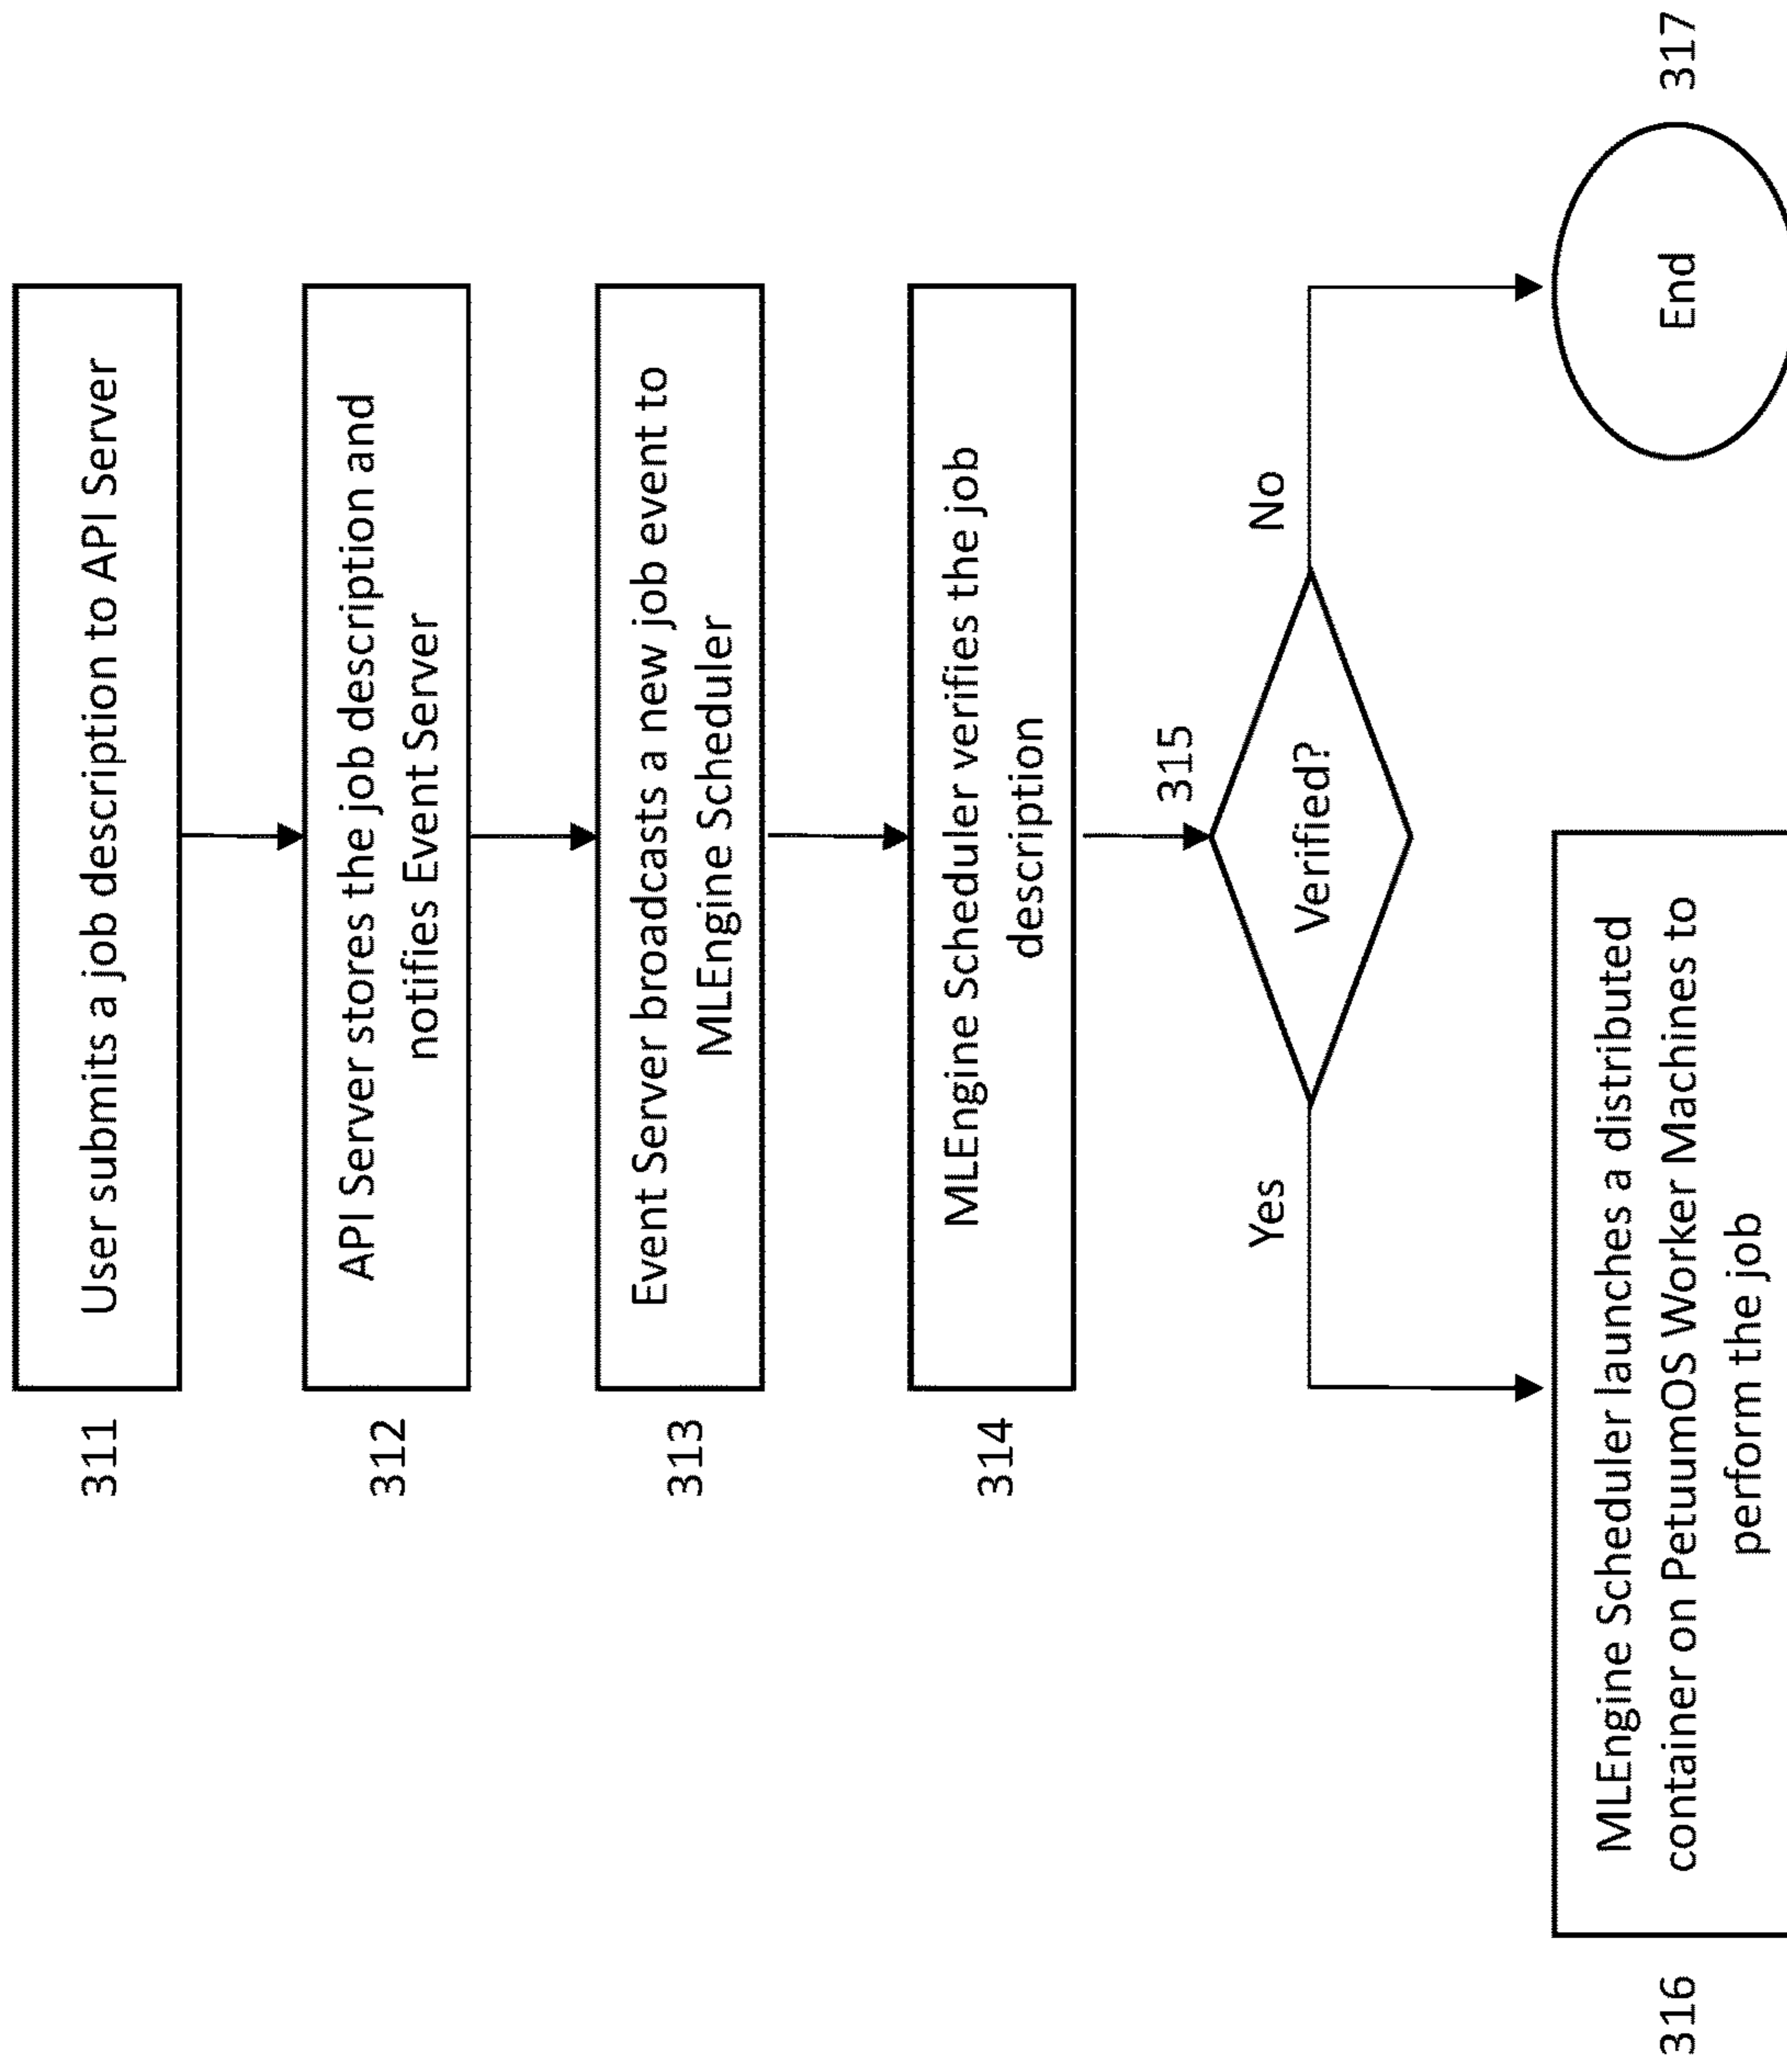 311
User submits a job description to API Server
312
API Server stores the job description and
notifies Event Server
313
Event Server broadcasts a new job event to
MLEngine Scheduler
314
MLEngine Scheduler verifies the job
description
315
Verified?
Yes
No
316
MLEngine Scheduler launches a distributed
container on PetuumOS Worker Machines to
perform the job
End
317